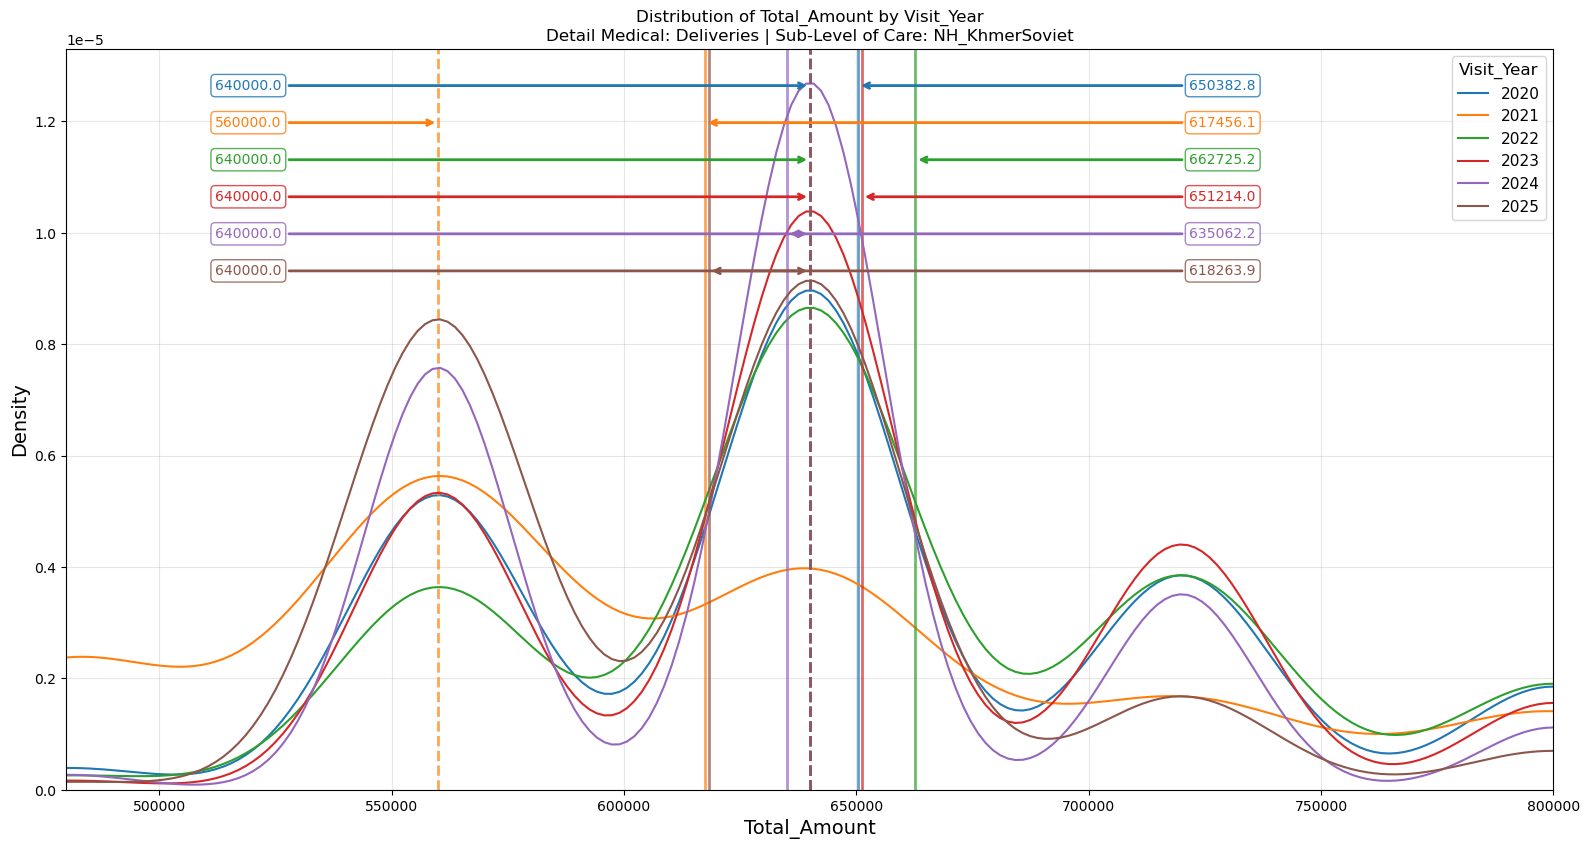 Distribution of Total_Amount by Visit_Year
Detail Medical: Deliveries | Sub-Level of Care: NH_KhmerSoviet
1e−5
Visit_Year
2020
2021
2022
2023
2024
2025
640000.0 650382.8
560000.0 617456.1
640000.0 662725.2
640000.0 651214.0
640000.0 635062.2
640000.0 618263.9
1.2
1.0
0.8
0.6
0.4
0.2
0.0
Density
500000 550000 600000 650000 700000 750000 800000
Total_Amount